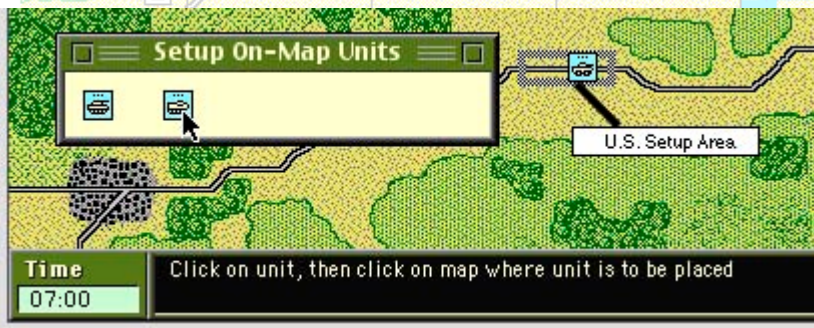 Setup On-Map Units
U.S. Setup Area
Time
07:00
Click on unit, then click on map where unit is to be placed